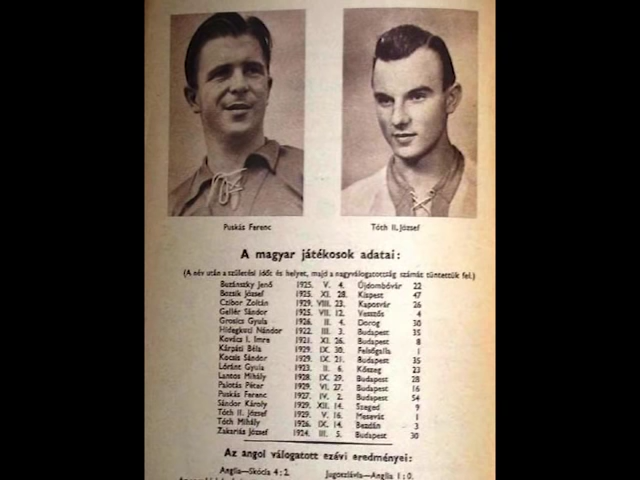 Puskás Ferenc
Tóth II. József
A magyar játékosok adatai:
(A név után a születési időt és helyet, majd a nagyválogatottság számát tüntettük fel.)
Buzánszky Jenő 1925. V. 4. Újdombóvár 22
Bozsik József 1925. XI. 28. Kispest 47
Czibor Zoltán 1929. VIII. 23. Kaposvár 26
Gellér Sándor 1925. VII. 12. Vesszős 4
Grosics Gyula 1926. II. 4. Dorog 30
Hidegkuti Nándor 1922. III. 3. Budapest 35
Kovács I. Imre 1921. XI. 26. Budapest 8
Kárpáti Béla 1929. IX. 30. Felsőgalla 1
Kocsis Sándor 1929. IX. 21. Budapest 35
Lóránt Gyula 1923. II. 6. Kőszeg 23
Lantos Mihály 1928. IX. 29. Budapest 28
Palotás Péter 1929. VI. 27. Budapest 16
Puskás Ferenc 1927. IV. 2. Budapest 54
Sándor Károly 1929. XII. 14. Szeged 9
Tóth II. József 1929. V. 16. Mesevát 1
Tóth Mihály 1926. IX. 14. Bezdán 3
Zakariás József 1924. III. 5. Budapest 30
Az angol válogatott ezévi eredményei:
Anglia—Skócia 4:2. Jugoszlávia—Anglia 1:0.